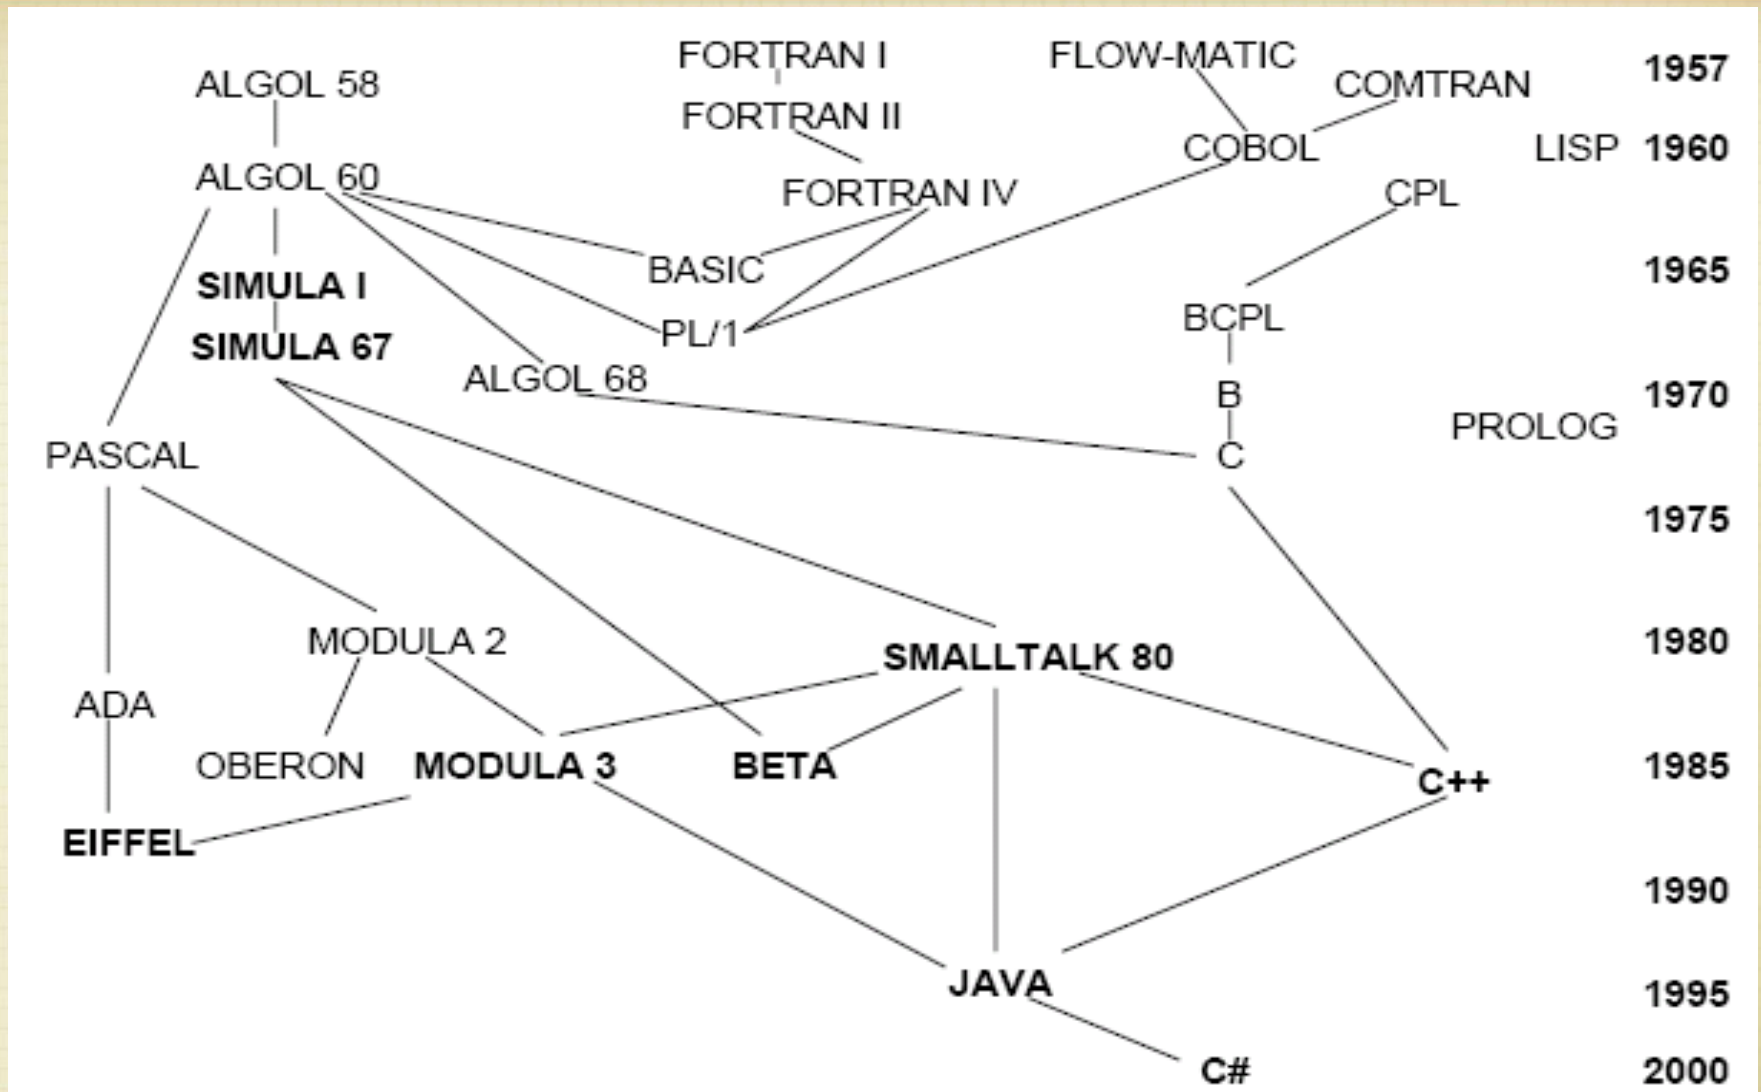 FORTRAN I
FLOW-MATIC
1957
ALGOL 58
COMTRAN
FORTRAN II
COBOL
LISP
1960
ALGOL 60
FORTRAN IV
CPL
BASIC
1965
SIMULA I
BCPL
PL/1
SIMULA 67
ALGOL 68
B
1970
PROLOG
PASCAL
C
1975
MODULA 2
1980
SMALLTALK 80
ADA
OBERON
MODULA 3
BETA
1985
C++
EIFFEL
1990
JAVA
1995
C#
2000